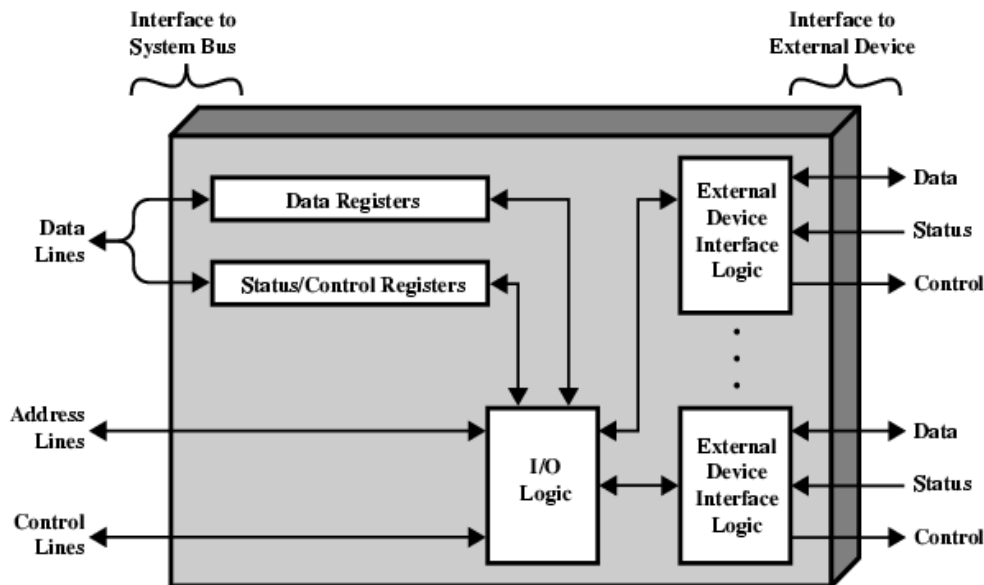 Interface to
System Bus
Interface to
External Device
Data Registers
Data
Lines
Status/Control Registers
External
Device
Interface
Logic
Data
Status
Control
Address
Lines
I/O
Logic
Control
Lines
External
Device
Interface
Logic
Data
Status
Control